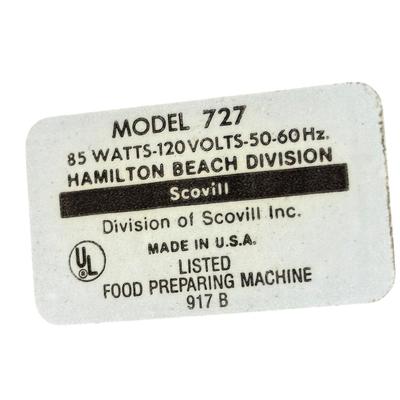 MODEL 727
85 WATTS-120 VOLTS-50-60 Hz.
HAMILTON BEACH DIVISION
Scovill
Division of Scovill Inc.
MADE IN U.S.A.
UL
®
LISTED
FOOD PREPARING MACHINE
917 B